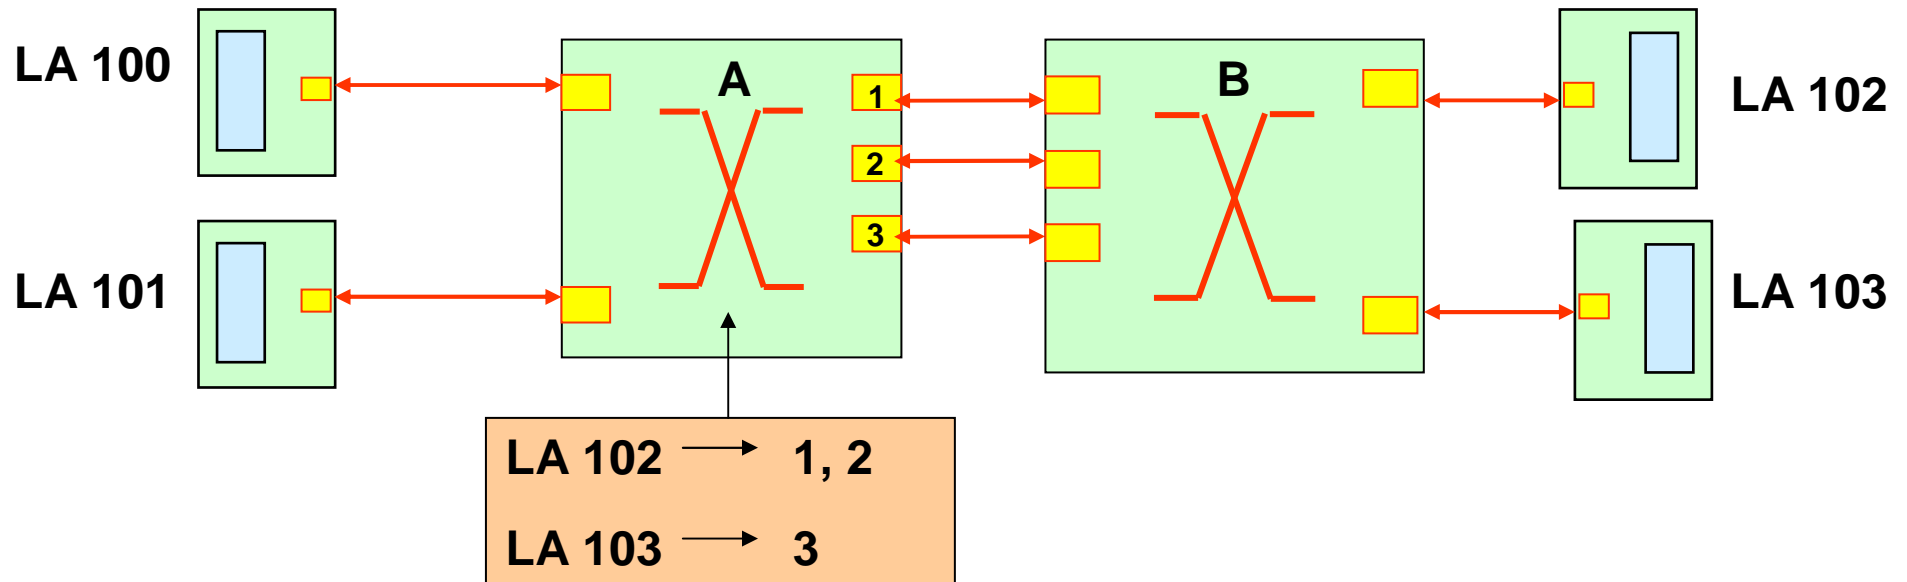 LA 100
A
B
LA 102
1
2
3
LA 101
LA 103
LA 102 → 1, 2
LA 103 → 3